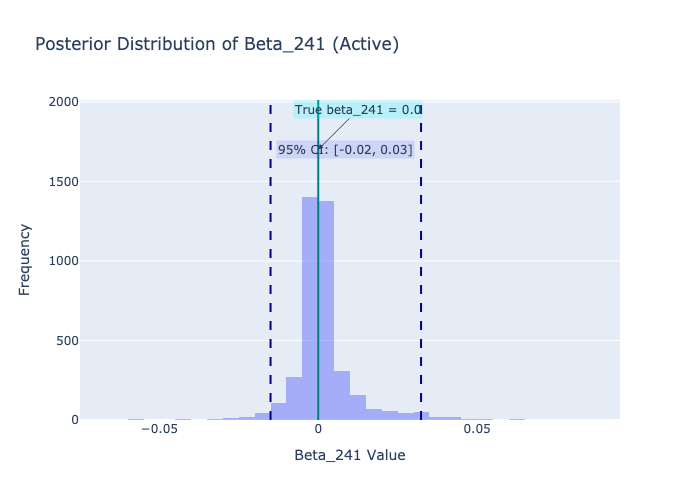 Posterior Distribution of Beta_241 (Active)
True beta_241 = 0.0
95% CI: [-0.02, 0.03]
2000
1500
1000
500
0
Frequency
−0.05
0
0.05
Beta_241 Value